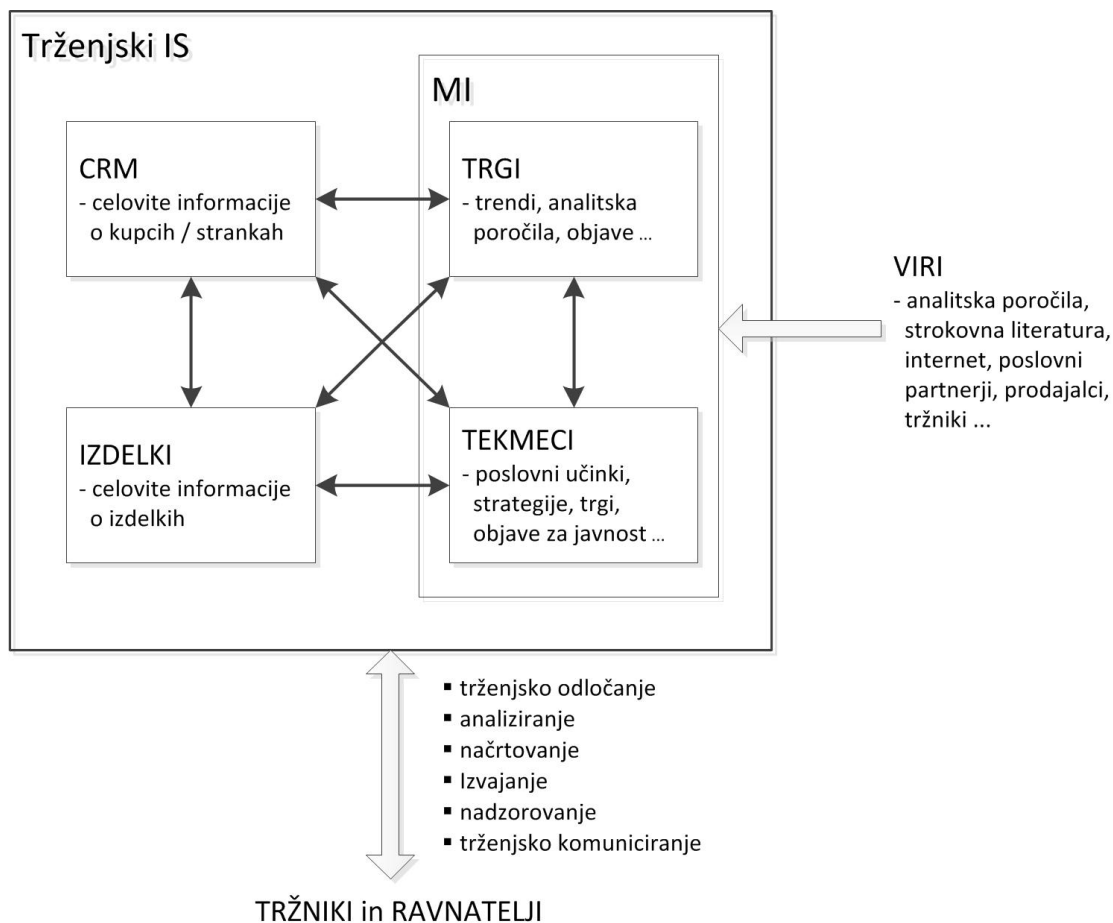 Trženjski IS
MI
CRM
- celovite informacije
o kupcih / strankah
TRGI
- trendi, analitska
poročila, objave ...
IZDELKI
- celovite informacije
o izdelkih
TEKMECI
- poslovni učinki,
strategije, trgi,
objave za javnost ...
VIRI
- analitska poročila,
strokovna literatura,
internet, poslovni
partnerji, prodajalci,
tržniki ...
▪ trženjsko odločanje
▪ analiziranje
▪ načrtovanje
▪ Izvajanje
▪ nadzorovanje
▪ trženjsko komuniciranje
TRŽNIKI in RAVNATELJI